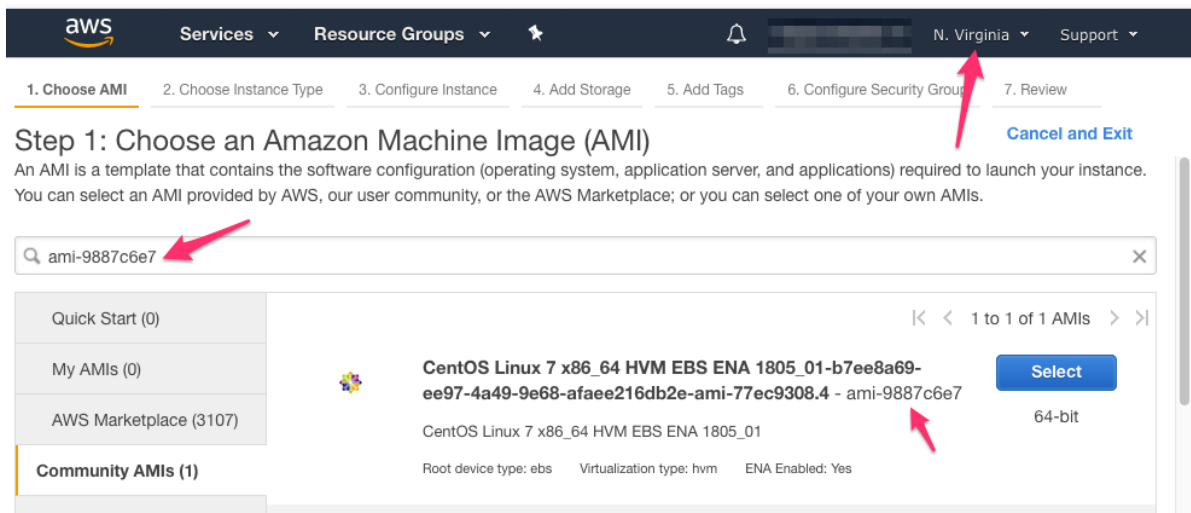 aws Services Resource Groups N. Virginia Support
1. Choose AMI 2. Choose Instance Type 3. Configure Instance 4. Add Storage 5. Add Tags 6. Configure Security Group 7. Review
Step 1: Choose an Amazon Machine Image (AMI)
Cancel and Exit
An AMI is a template that contains the software configuration (operating system, application server, and applications) required to launch your instance.
You can select an AMI provided by AWS, our user community, or the AWS Marketplace; or you can select one of your own AMIs.
ami-9887c6e7
Quick Start (0)
My AMIs (0)
AWS Marketplace (3107)
Community AMIs (1)
1 to 1 of 1 AMIs
CentOS Linux 7 x86_64 HVM EBS ENA 1805_01-b7ee8a69-
ee97-4a49-9e68-afaee216db2e-ami-77ec9308.4 - ami-9887c6e7
CentOS Linux 7 x86_64 HVM EBS ENA 1805_01
Root device type: ebs Virtualization type: hvm ENA Enabled: Yes
Select
64-bit